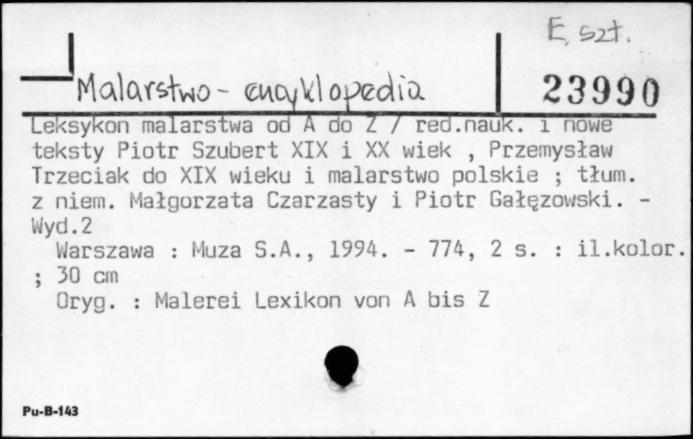 E, szt.
Malarstwo - encyklopedia
23990
Leksykon malarstwa od A do Z / red.nauk. i nowe
teksty Piotr Szubert XIX i XX wiek , Przemysław
Trzeciak do XIX wieku i malarstwo polskie ; tłum.
z niem. Małgorzata Czarzasty i Piotr Gałęzowski. -
Wyd.2
Warszawa : Muza S.A., 1994. - 774, 2 s. : il.kolor.
; 30 cm
Oryg. : Malerei Lexikon von A bis Z
Pu-B-143